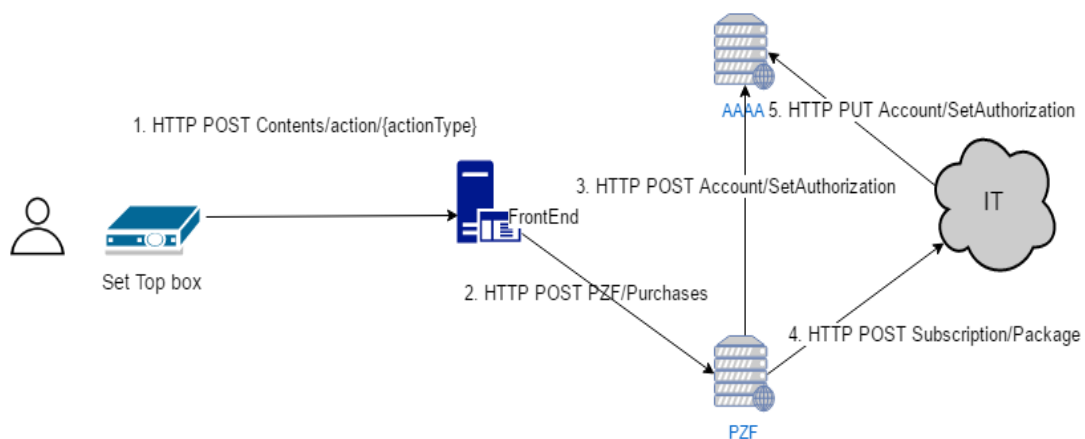 1. HTTP POST Contents/action/{actionType}
Set Top box
FrontEnd
2. HTTP POST PZF/Purchases
AAAA
3. HTTP POST Account/SetAuthorization
5. HTTP PUT Account/SetAuthorization
IT
4. HTTP POST Subscription/Package
PZF